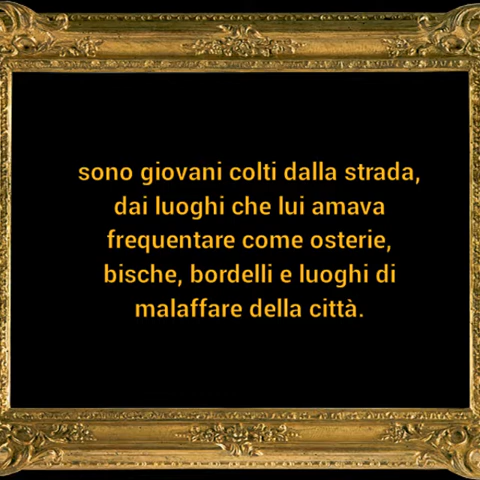 sono giovani colti dalla strada,
dai luoghi che lui amava
frequentare come osterie,
bische, bordelli e luoghi di
malaffare della città.